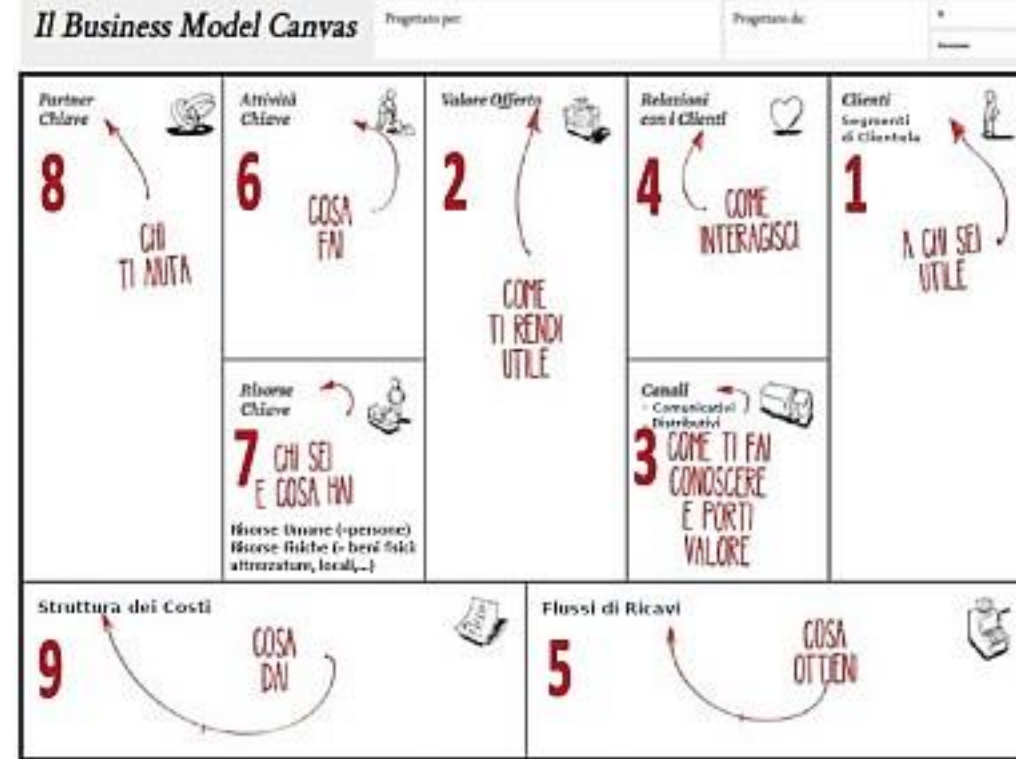 Il Business Model Canvas
Progettato per:
Progettato da:
Partner
Chiave
8
CHI
TI AIUTA
Attività
Chiave
6
COSA
FAI
Valore Offerto
2
COME
TI RENDI
UTILE
Relazioni
con i Clienti
4
COME
INTERAGISCI
Clienti
Segmenti
di Clientela
1
A CHI SEI
UTILE
Risorse
Chiave
7
CHI SEI
E COSA HAI
Risorse Umane (=persone)
Risorse Fisiche (= beni fisici:
attrezzature, locali,...)
Canali
- Comunicativi
Distributivi
3
COME TI FAI
CONOSCERE
E PORTI
VALORE
Struttura dei Costi
9
COSA
DAI
Flussi di Ricavi
5
COSA
OTTIENI